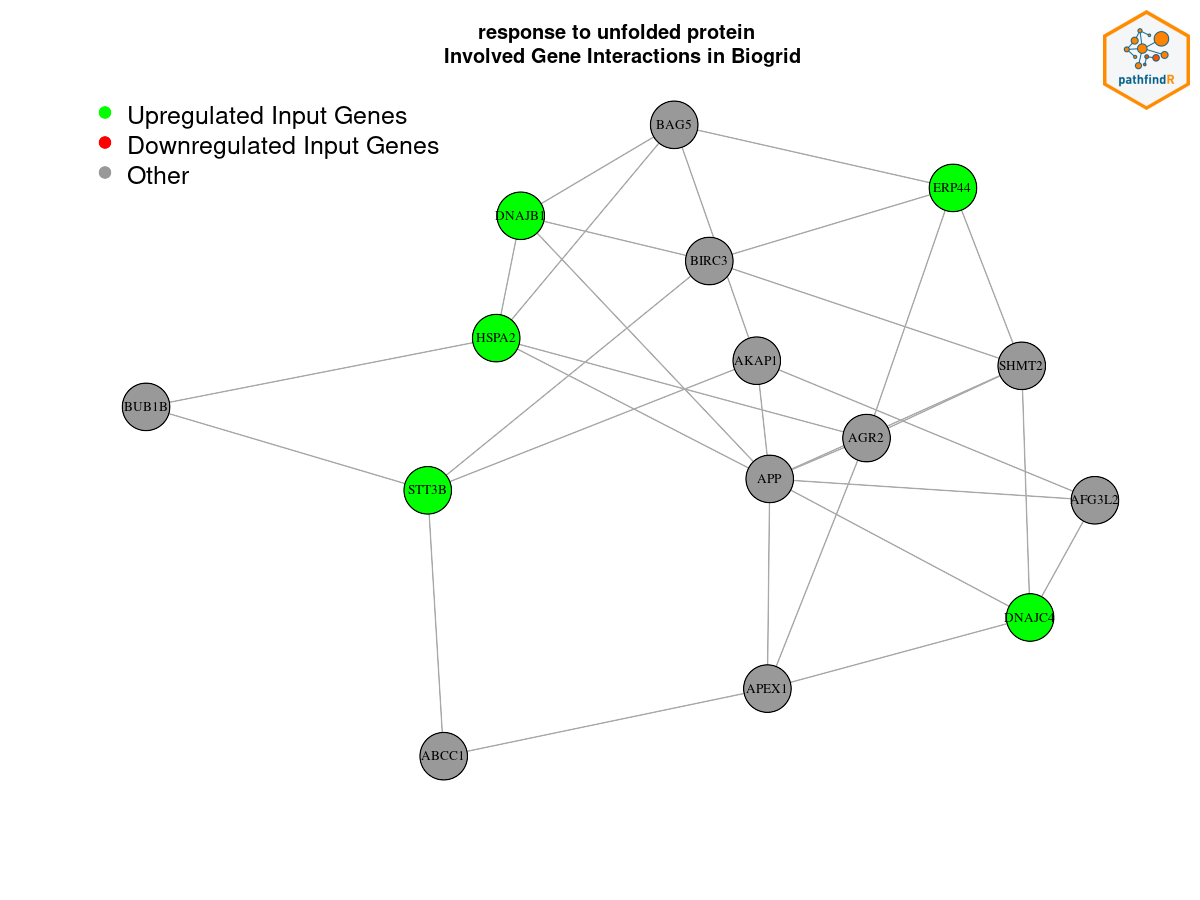 response to unfolded protein
Involved Gene Interactions in Biogrid
pathfindR
Upregulated Input Genes
Downregulated Input Genes
Other
BAG5
ERP44
DNAJB1
BIRC3
HSPA2
AKAP1
SHMT2
BUB1B
AGR2
APP
STT3B
AFG3L2
DNAJC4
APEX1
ABCC1